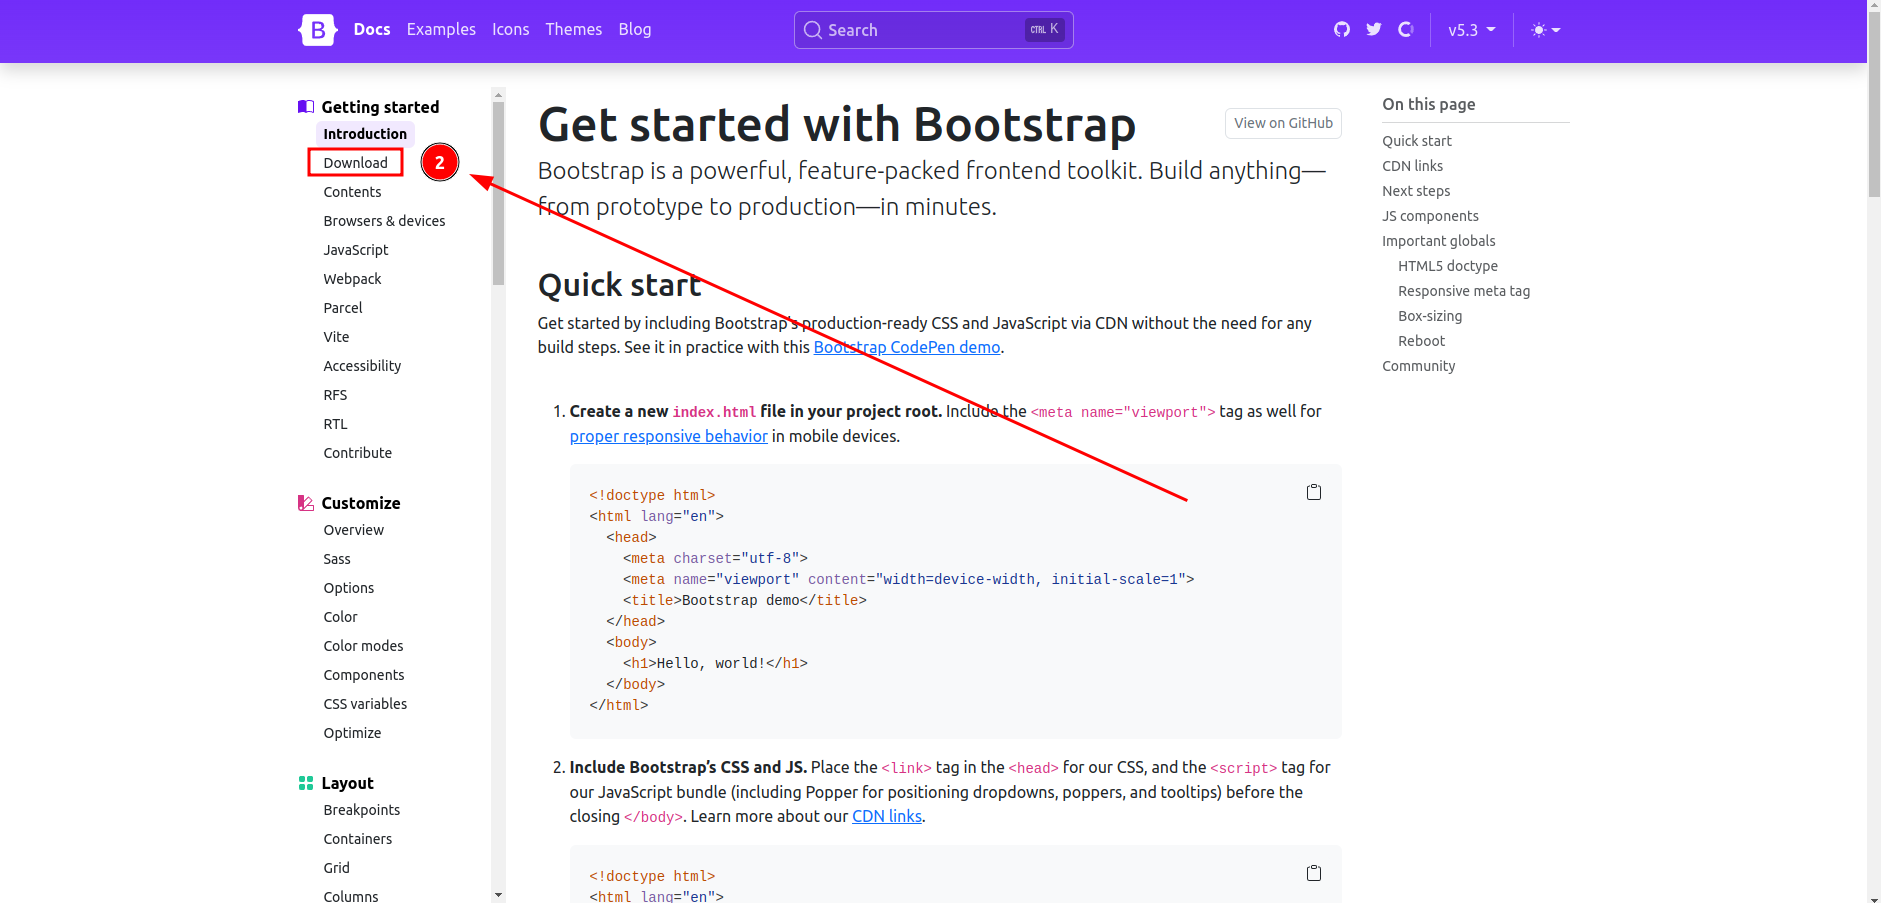 B Docs Examples Icons Themes Blog Search CTRL K v5.3
Getting started
Introduction
Download 2
Contents
Browsers & devices
JavaScript
Webpack
Parcel
Vite
Accessibility
RFS
RTL
Contribute
Customize
Overview
Sass
Options
Color
Color modes
Components
CSS variables
Optimize
Layout
Breakpoints
Containers
Grid
Columns
Get started with Bootstrap
View on GitHub
Bootstrap is a powerful, feature-packed frontend toolkit. Build anything—
from prototype to production—in minutes.
Quick start
Get started by including Bootstrap's production-ready CSS and JavaScript via CDN without the need for any
build steps. See it in practice with this Bootstrap CodePen demo.
1. Create a new index.html file in your project root. Include the <meta name="viewport"> tag as well for
proper responsive behavior in mobile devices.
<!doctype html>
<html lang="en">
  <head>
    <meta charset="utf-8">
    <meta name="viewport" content="width=device-width, initial-scale=1">
    <title>Bootstrap demo</title>
  </head>
  <body>
    <h1>Hello, world!</h1>
  </body>
</html>
2. Include Bootstrap’s CSS and JS. Place the <link> tag in the <head> for our CSS, and the <script> tag for
our JavaScript bundle (including Popper for positioning dropdowns, poppers, and tooltips) before the
closing </body>. Learn more about our CDN links.
<!doctype html>
<html lang="en">
On this page
Quick start
CDN links
Next steps
JS components
Important globals
HTML5 doctype
Responsive meta tag
Box-sizing
Reboot
Community